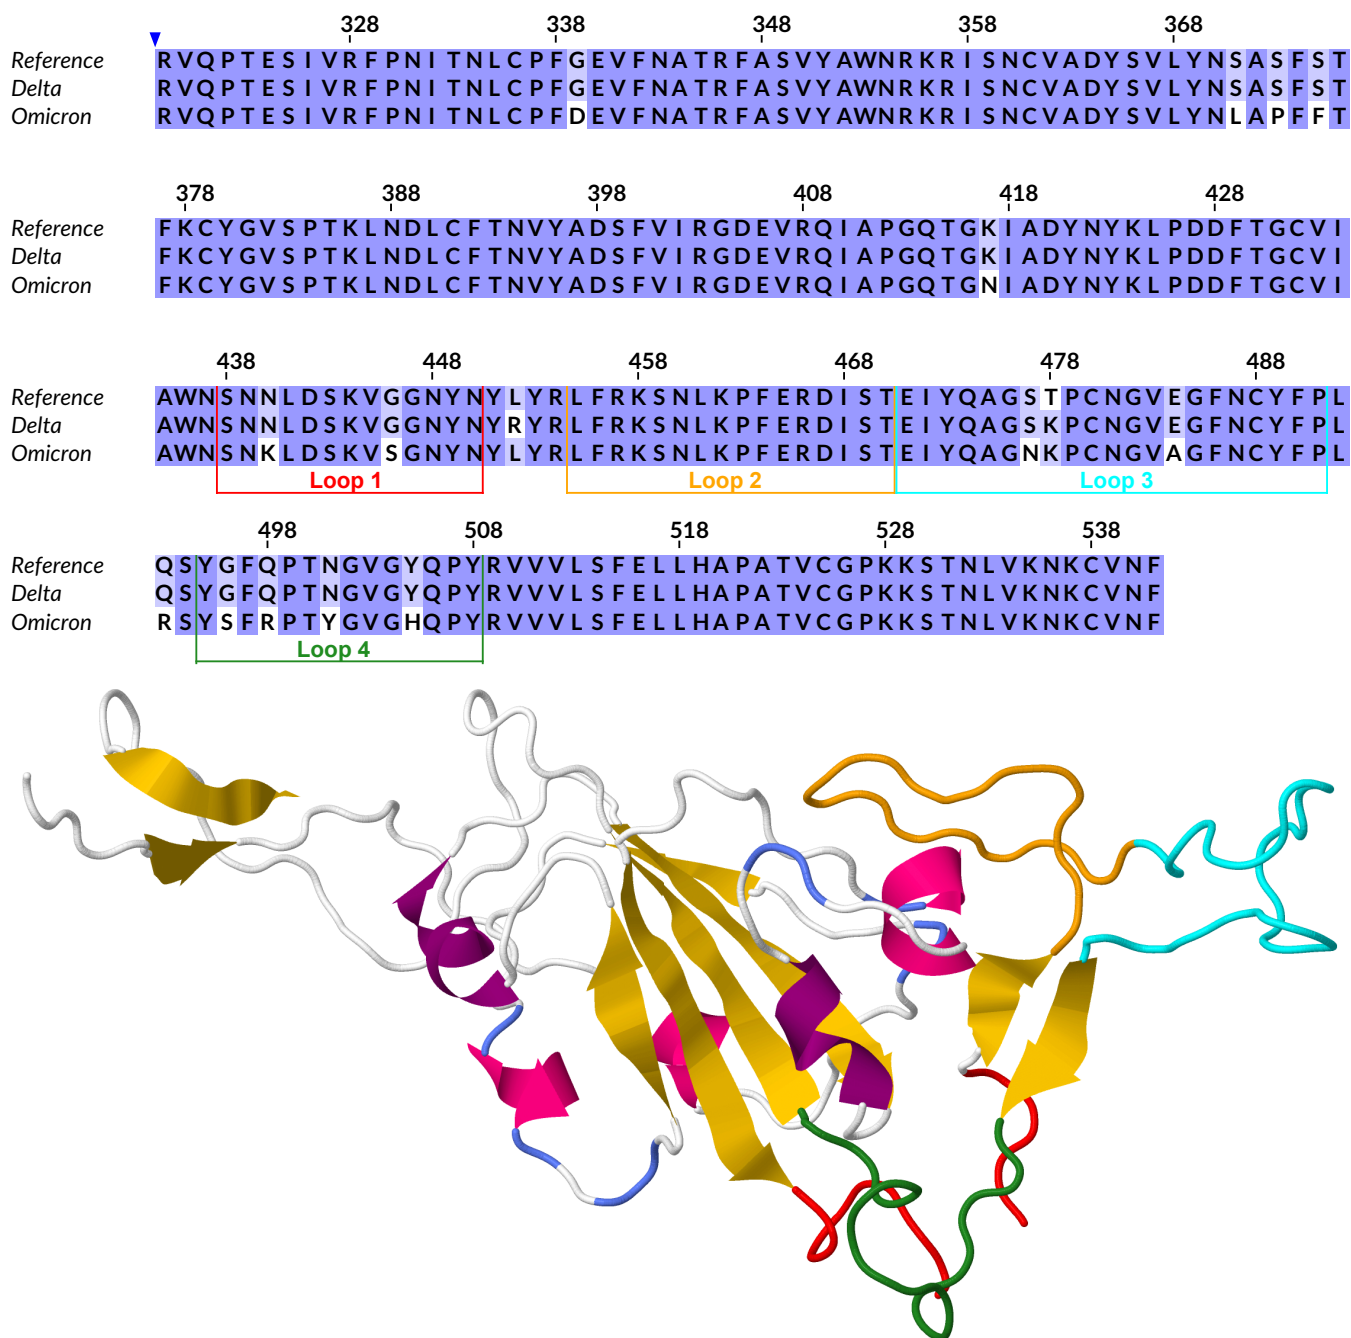 328 338 348 358 368
Reference RVQPTESIVRFPNITNLCPFGEVFNATRFASVYAWNRKRISNCVADYSVLYNSASFST
Delta RVQPTESIVRFPNITNLCPFGEVFNATRFASVYAWNRKRISNCVADYSVLYNSASFST
Omicron RVQPTESIVRFPNITNLCPFDEVFNATRFASVYAWNRKRISNCVADYSVLYNLAPFFT
378 388 398 408 418 428
Reference FKCYGVSPTKLNDLCFTNVYADSFVIRGDEVRQIAPGQTGKIADYNYKLPDDFTGCVI
Delta FKCYGVSPTKLNDLCFTNVYADSFVIRGDEVRQIAPGQTGKIADYNYKLPDDFTGCVI
Omicron FKCYGVSPTKLNDLCFTNVYADSFVIRGDEVRQIAPGQTGNIADYNYKLPDDFTGCVI
438 448 458 468 478 488
Reference AWNSNNLDSKVGGNYNYLYRLFRKSNLKPFERDISTEIYQAGSTPCNGVEGFNCYFPL
Delta AWNSNNLDSKVGGNYNYRYRLFRKSNLKPFERDISTEIYQAGSKPCNGVEGFNCYFPL
Omicron AWNSNKLDSKVSGNYNYLYRLFRKSNLKPFERDISTEIYQAGNKPCNGVAGFNCYFPL
Loop 1 Loop 2 Loop 3
498 508 518 528 538
Reference QSYGFQPTNGVGYQPYRVVVLSFELLHAPATVCGPKKSTNLVKNKCVNF
Delta QSYGFQPTNGVGYQPYRVVVLSFELLHAPATVCGPKKSTNLVKNKCVNF
Omicron RSYSFRPTYGVGHQPYRVVVLSFELLHAPATVCGPKKSTNLVKNKCVNF
Loop 4